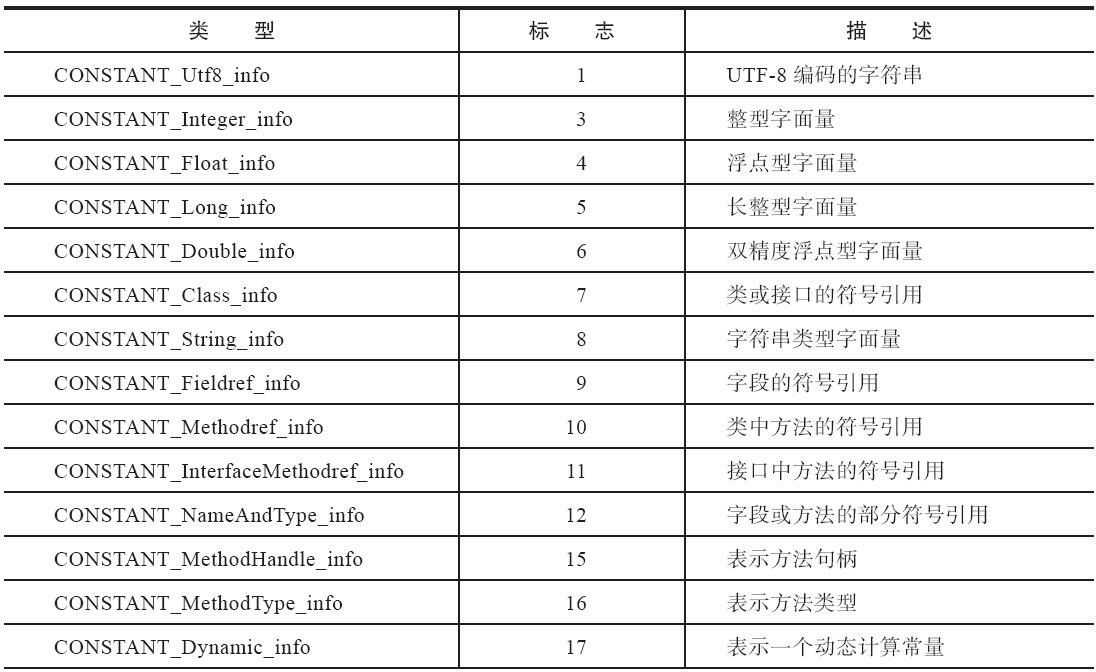 类 型 标 志 描 述
CONSTANT_Utf8_info 1 UTF-8 编码的字符串
CONSTANT_Integer_info 3 整型字面量
CONSTANT_Float_info 4 浮点型字面量
CONSTANT_Long_info 5 长整型字面量
CONSTANT_Double_info 6 双精度浮点型字面量
CONSTANT_Class_info 7 类或接口的符号引用
CONSTANT_String_info 8 字符串类型字面量
CONSTANT_Fieldref_info 9 字段的符号引用
CONSTANT_Methodref_info 10 类中方法的符号引用
CONSTANT_InterfaceMethodref_info 11 接口中方法的符号引用
CONSTANT_NameAndType_info 12 字段或方法的部分符号引用
CONSTANT_MethodHandle_info 15 表示方法句柄
CONSTANT_MethodType_info 16 表示方法类型
CONSTANT_Dynamic_info 17 表示一个动态计算常量